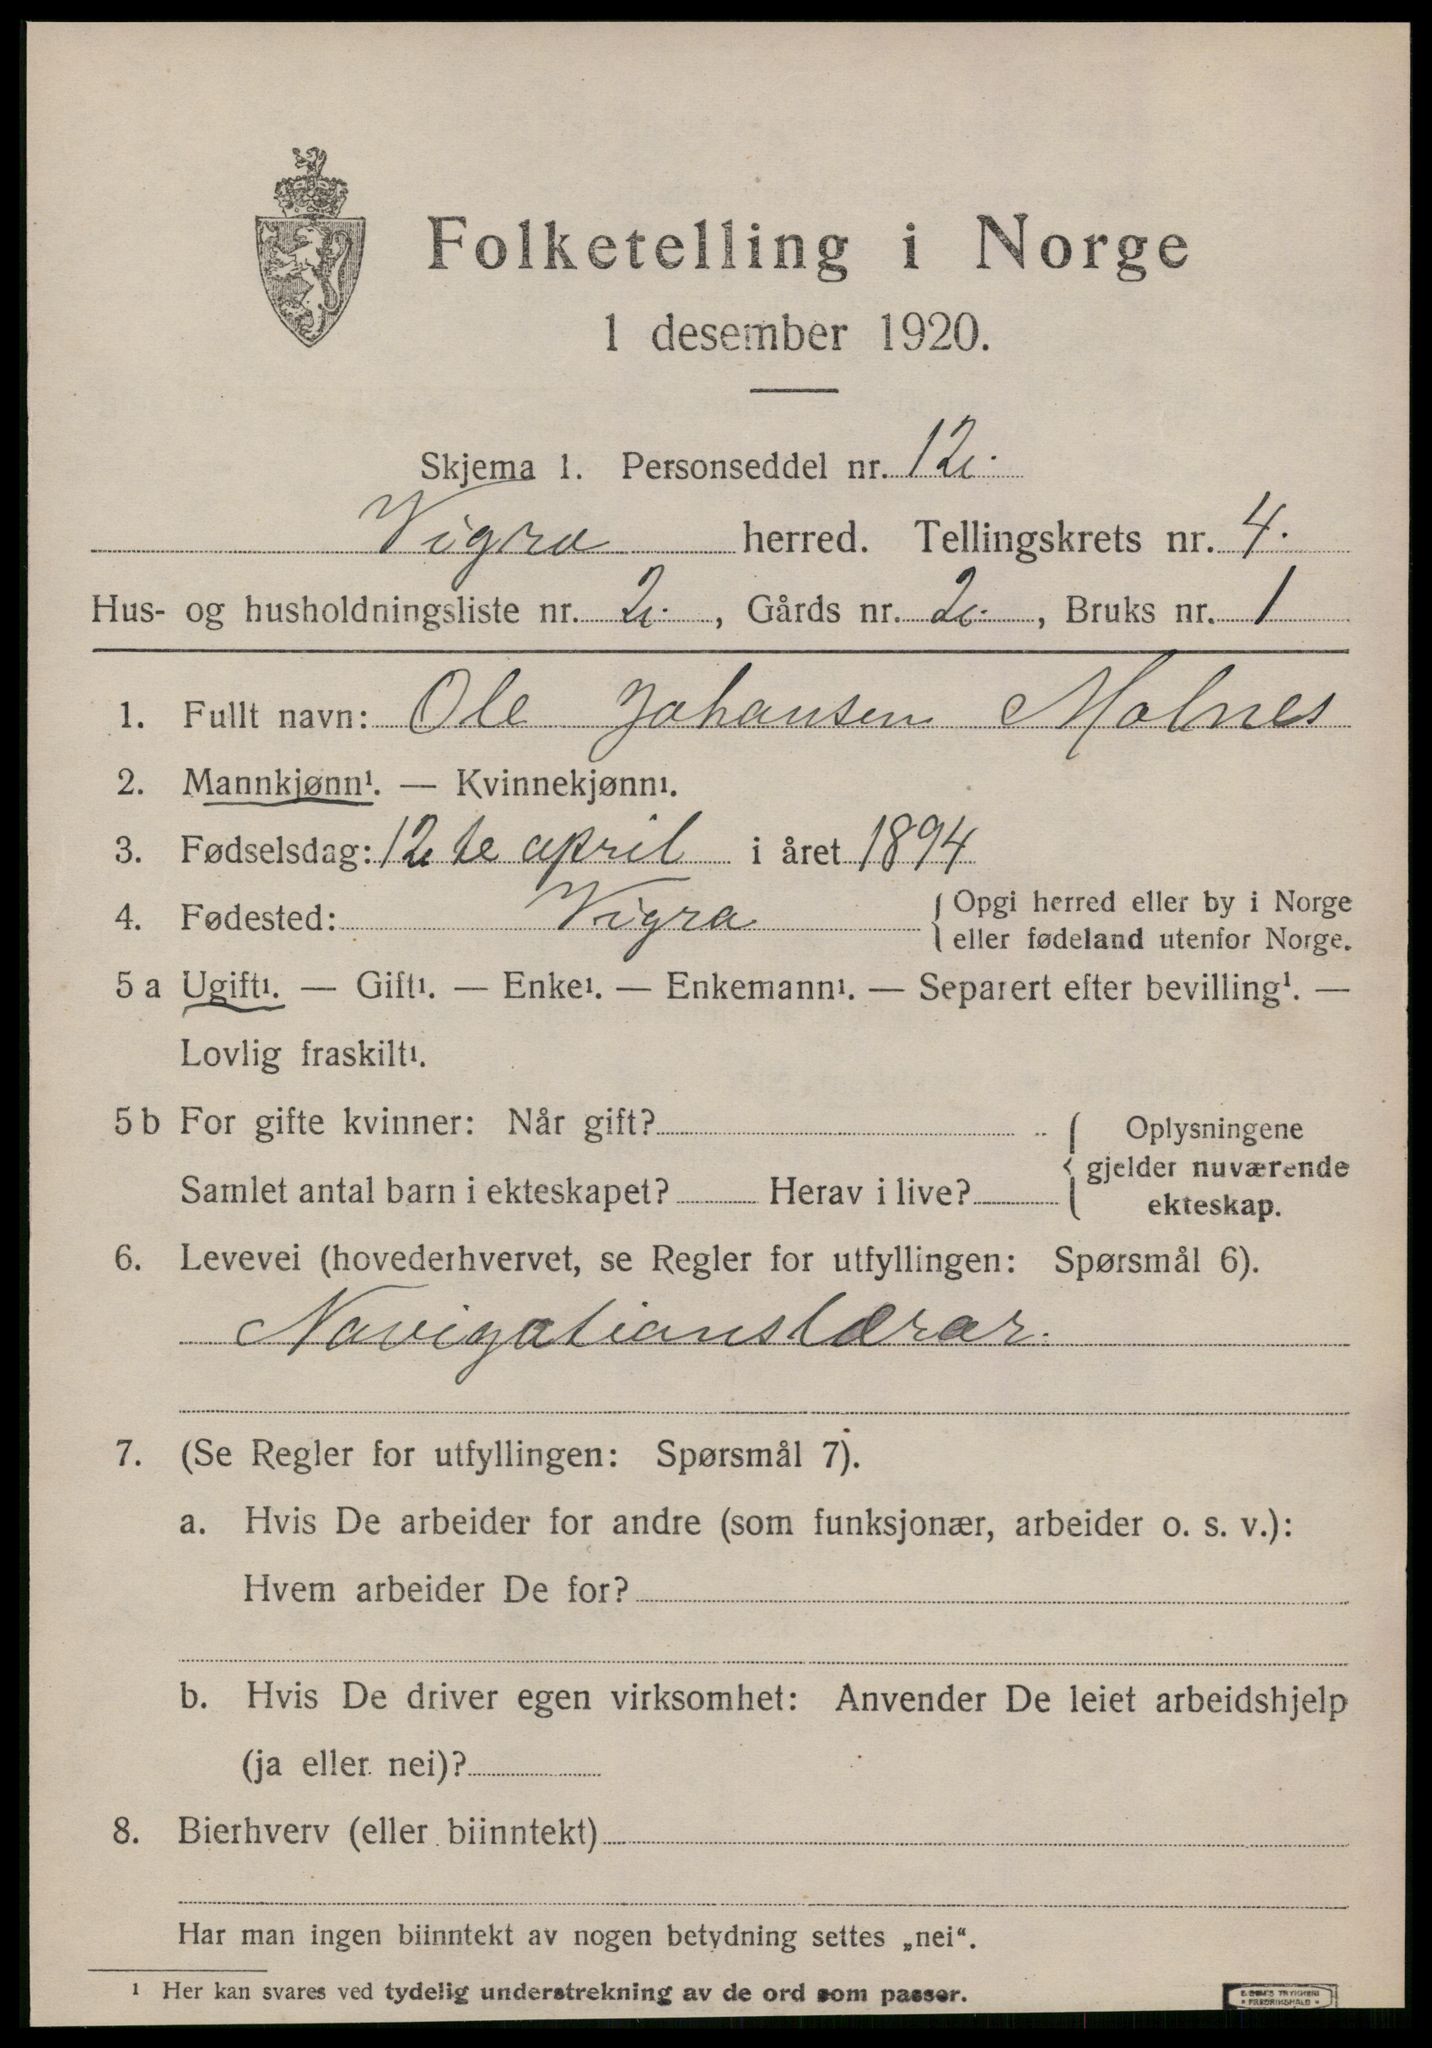 Folketelling i Norge
1 desember 1920.
Skjema 1. Personseddel nr. 12.
Vigra herred. Tellingskrets nr. 4.
Hus- og husholdningsliste nr. 2. , Gårds nr. 2. , Bruks nr. 1
1. Fullt navn: Ole Johansen Molnes
2. Mannkjønn¹. — Kvinnekjønn¹.
3. Fødselsdag: 12te april i året 1894
4. Fødested: Vigra { Opgi herred eller by i Norge
eller fødeland utenfor Norge.
5 a Ugift¹. — Gift¹. — Enke¹. — Enkemann¹. — Separert efter bevilling¹. —
Lovlig fraskilt¹.
5 b For gifte kvinner: Når gift? { Oplysningene
gjelder nuværende
Samlet antal barn i ekteskapet? Herav i live?
ekteskap.
6. Levevei (hovederhvervet, se Regler for utfyllingen: Spørsmål 6).
Navigationslærar.
7. (Se Regler for utfyllingen: Spørsmål 7).
a. Hvis De arbeider for andre (som funksjonær, arbeider o. s. v.):
Hvem arbeider De for?
b. Hvis De driver egen virksomhet: Anvender De leiet arbeidshjelp
(ja eller nei)?
8. Bierhverv (eller biinntekt)
Har man ingen biinntekt av nogen betydning settes „nei“.
¹ Her kan svares ved tydelig understrekning av de ord som passer.
FREDRIKSHALD